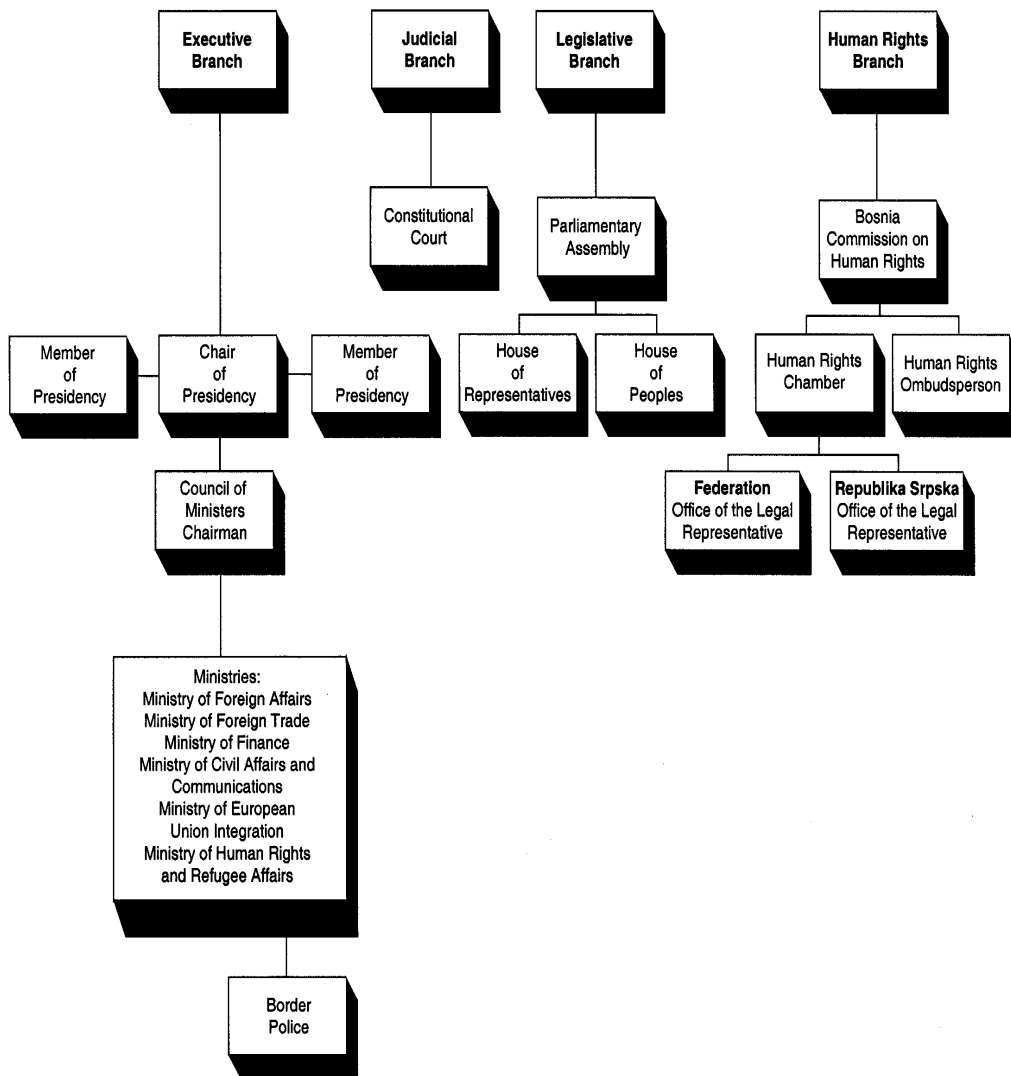 Executive
Branch
Judicial
Branch
Legislative
Branch
Human Rights
Branch
Constitutional
Court
Parliamentary
Assembly
Bosnia
Commission on
Human Rights
Member
of
Presidency
Chair
of
Presidency
Member
of
Presidency
House
of
Representatives
House
of
Peoples
Human Rights
Chamber
Human Rights
Ombudsperson
Council of
Ministers
Chairman
Federation
Office of the Legal
Representative
Republika Srpska
Office of the Legal
Representative
Ministries:
Ministry of Foreign Affairs
Ministry of Foreign Trade
Ministry of Finance
Ministry of Civil Affairs and
Communications
Ministry of European
Union Integration
Ministry of Human Rights
and Refugee Affairs
Border
Police